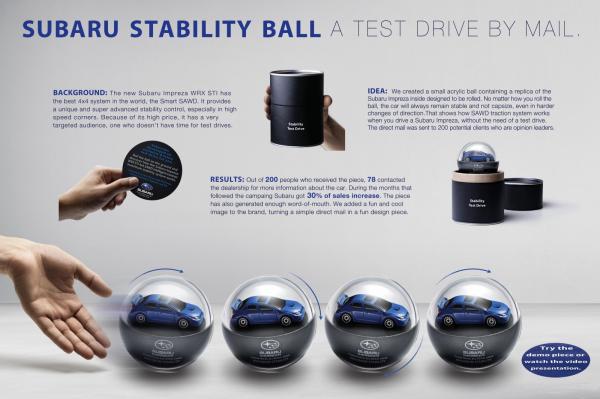 SUBARU STABILITY BALL A TEST DRIVE BY MAIL.
BACKGROUND: The new Subaru Impreza WRX STI has
the best 4x4 system in the world, the Smart SAWD. It provides
a unique and super advanced stability control, especially in high
speed corners. Because of its high price, it has a very
targeted audience, one who doesn't have time for test drives.
Stability
Test Drive
IDEA: We created a small acrylic ball containing a replica of the
Subaru Impreza inside designed to be rolled. No matter how you roll the
ball, the car will always remain stable and not capsize, even in harder
changes of direction.That shows how SAWD traction system works
when you drive a Subaru Impreza, without the need of a test drive.
The direct mail was sent to 200 potential clients who are opinion leaders.
SUBARU
RESULTS: Out of 200 people who received the piece, 78 contacted
the dealership for more information about the car. During the months that
followed the campaing Subaru got 30% of sales increase. The piece
has also generated enough word-of-mouth. We added a fun and cool
image to the brand, turning a simple direct mail in a fun design piece.
Stability
Test Drive
SUBARU
SUBARU
SUBARU
SUBARU
Try the
demo piece or
watch the video
presentation.